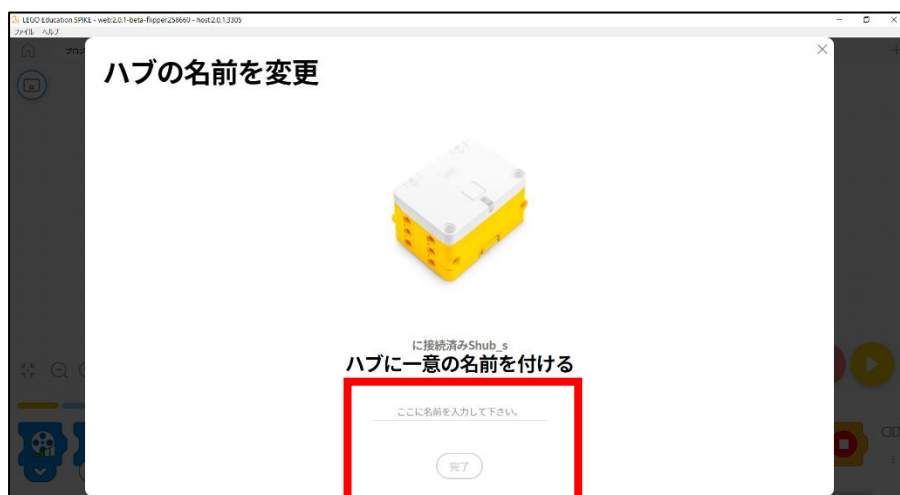 LEGO Education SPIKE - web:2.0.1-beta-flipper.258660 - host:2.0.1.3305
ファイル ヘルプ
ハブの名前を変更
に接続済みShub_s
ハブに一意の名前を付ける
ここに名前を入力して下さい。
完了